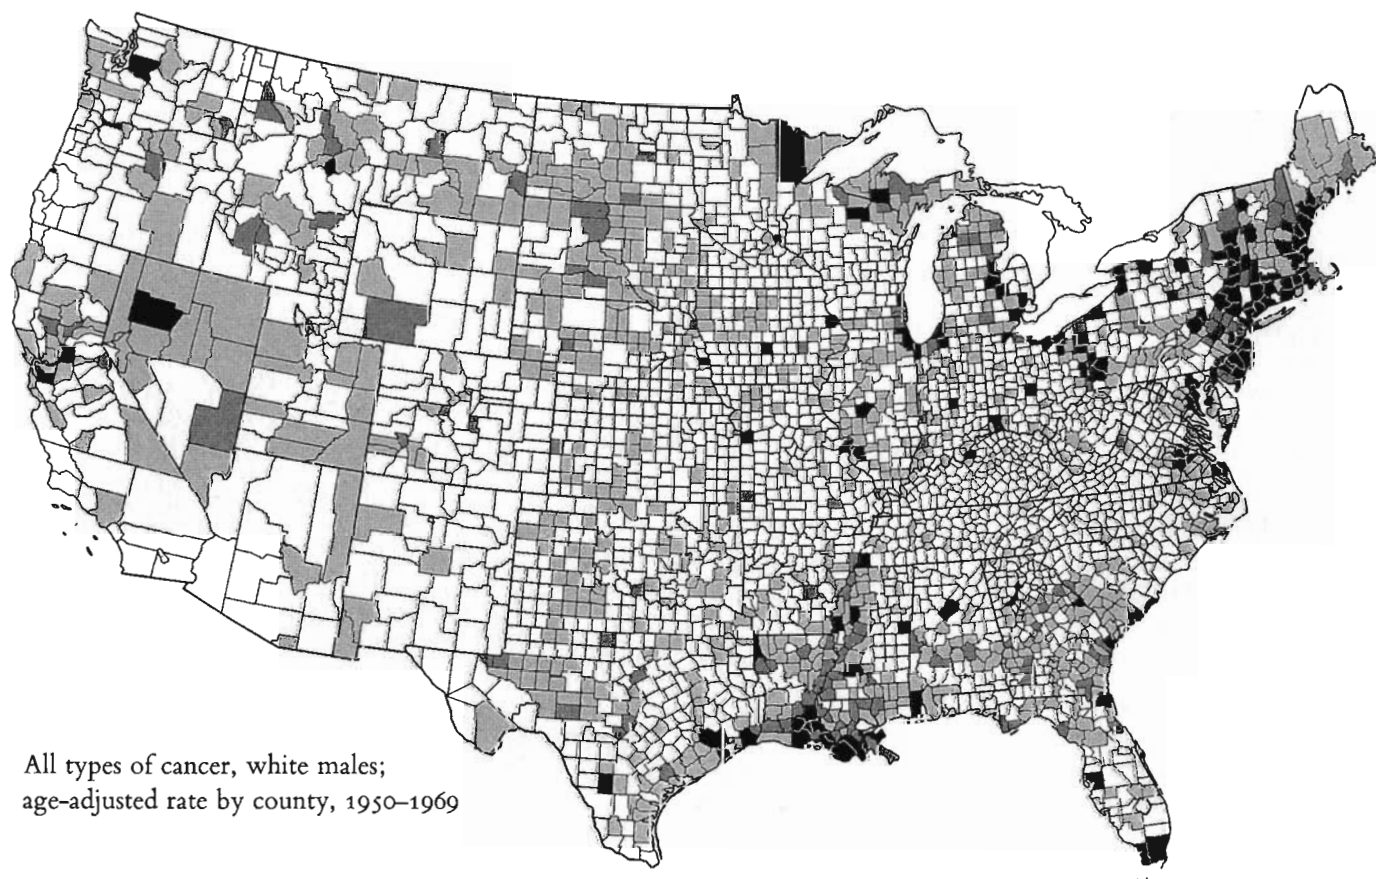 All types of cancer, white males;
age-adjusted rate by county, 1950–1969